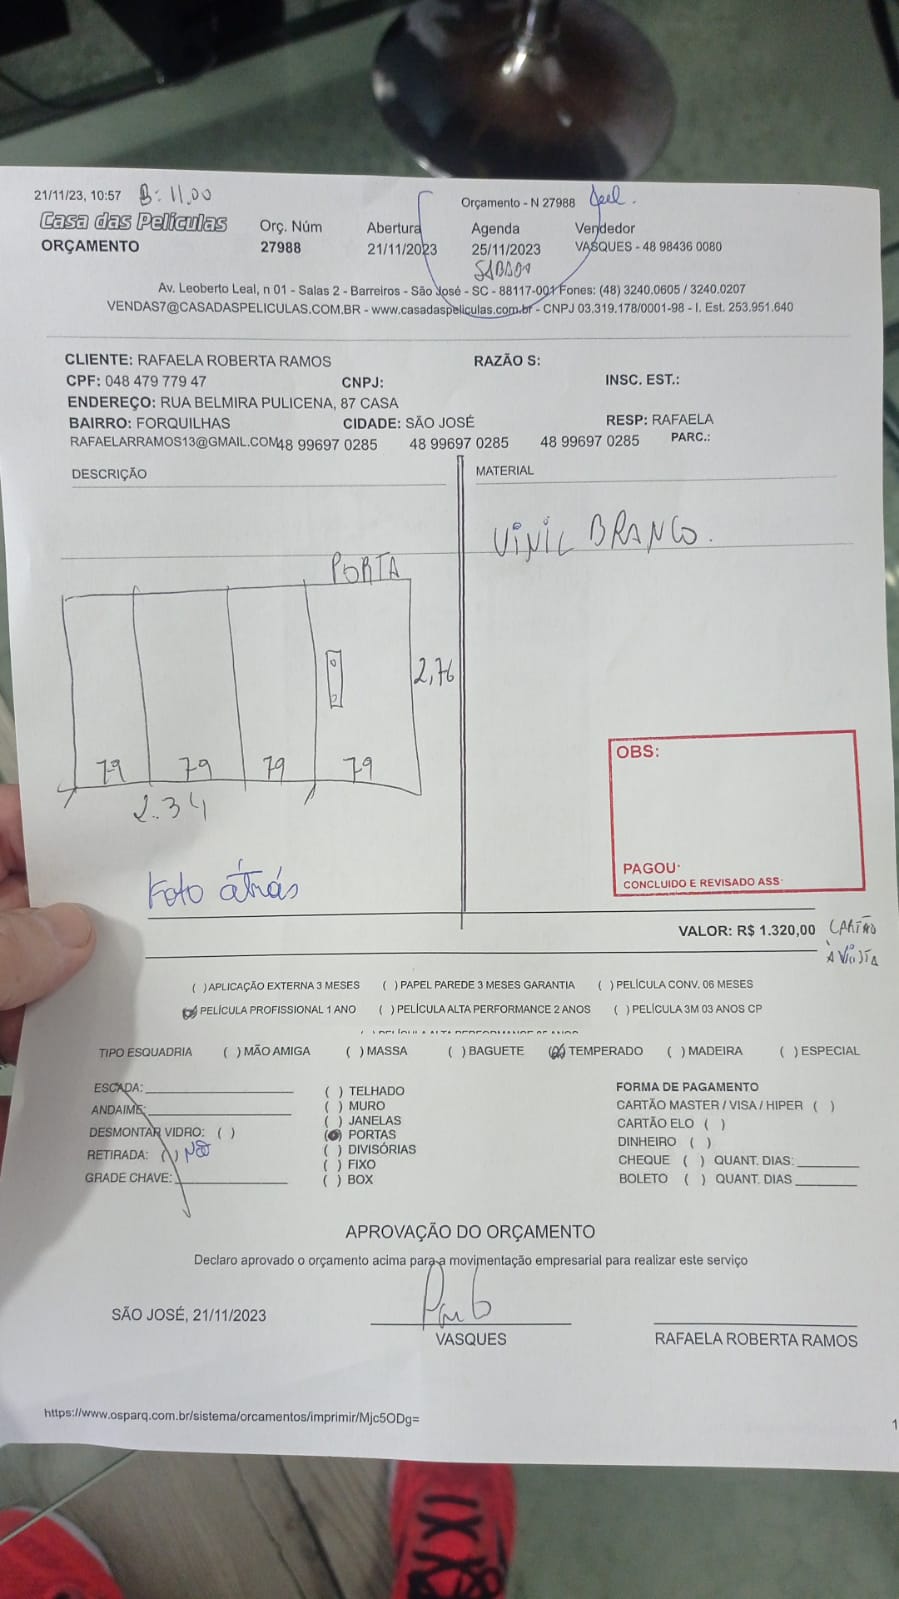 21/11/23, 10:57 B: 11.00 Orçamento - N 27988
Casa das Películas Orç. Núm Abertura Agenda Vendedor
ORÇAMENTO 27988 21/11/2023 25/11/2023 VASQUES - 48 98436 0080
SABADO
Av. Leoberto Leal, n 01 - Salas 2 - Barreiros - São José - SC - 88117-001 Fones: (48) 3240.0605 / 3240.0207
VENDAS7@CASADASPELICULAS.COM.BR - www.casadaspeliculas.com.br - CNPJ 03.319.178/0001-98 - I. Est. 253.951.640
CLIENTE: RAFAELA ROBERTA RAMOS RAZÃO S:
CPF: 048 479 779 47 CNPJ: INSC. EST.:
ENDEREÇO: RUA BELMIRA PULICENA, 87 CASA
BAIRRO: FORQUILHAS CIDADE: SÃO JOSÉ RESP: RAFAELA
RAFAELARRAMOS13@GMAIL.COM 48 99697 0285 48 99697 0285 48 99697 0285 PARC.:
DESCRIÇÃO MATERIAL
VINIL BRANCO.
PORTA
2,76
79 79 79 79
2.34
Foto atrás
OBS:
PAGOU:
CONCLUIDO E REVISADO ASS:
VALOR: R$ 1.320,00 CARTÃO
À VISTA
( ) APLICAÇÃO EXTERNA 3 MESES ( ) PAPEL PAREDE 3 MESES GARANTIA ( ) PELÍCULA CONV. 06 MESES
( ) PELÍCULA PROFISSIONAL 1 ANO ( ) PELÍCULA ALTA PERFORMANCE 2 ANOS ( ) PELÍCULA 3M 03 ANOS CP
TIPO ESQUADRIA ( ) MÃO AMIGA ( ) MASSA ( ) BAGUETE ( ) TEMPERADO ( ) MADEIRA ( ) ESPECIAL
ESCADA:
ANDAIME:
DESMONTAR VIDRO: ( )
RETIRADA: ( ) NÃO
GRADE CHAVE:
( ) TELHADO
( ) MURO
( ) JANELAS
( ) PORTAS
( ) DIVISÓRIAS
( ) FIXO
( ) BOX
FORMA DE PAGAMENTO
CARTÃO MASTER / VISA / HIPER ( )
CARTÃO ELO ( )
DINHEIRO ( )
CHEQUE ( ) QUANT. DIAS:
BOLETO ( ) QUANT. DIAS
APROVAÇÃO DO ORÇAMENTO
Declaro aprovado o orçamento acima para a movimentação empresarial para realizar este serviço
SÃO JOSÉ, 21/11/2023
VASQUES RAFAELA ROBERTA RAMOS
https://www.osparq.com.br/sistema/orcamentos/imprimir/Mjc5ODg= 1